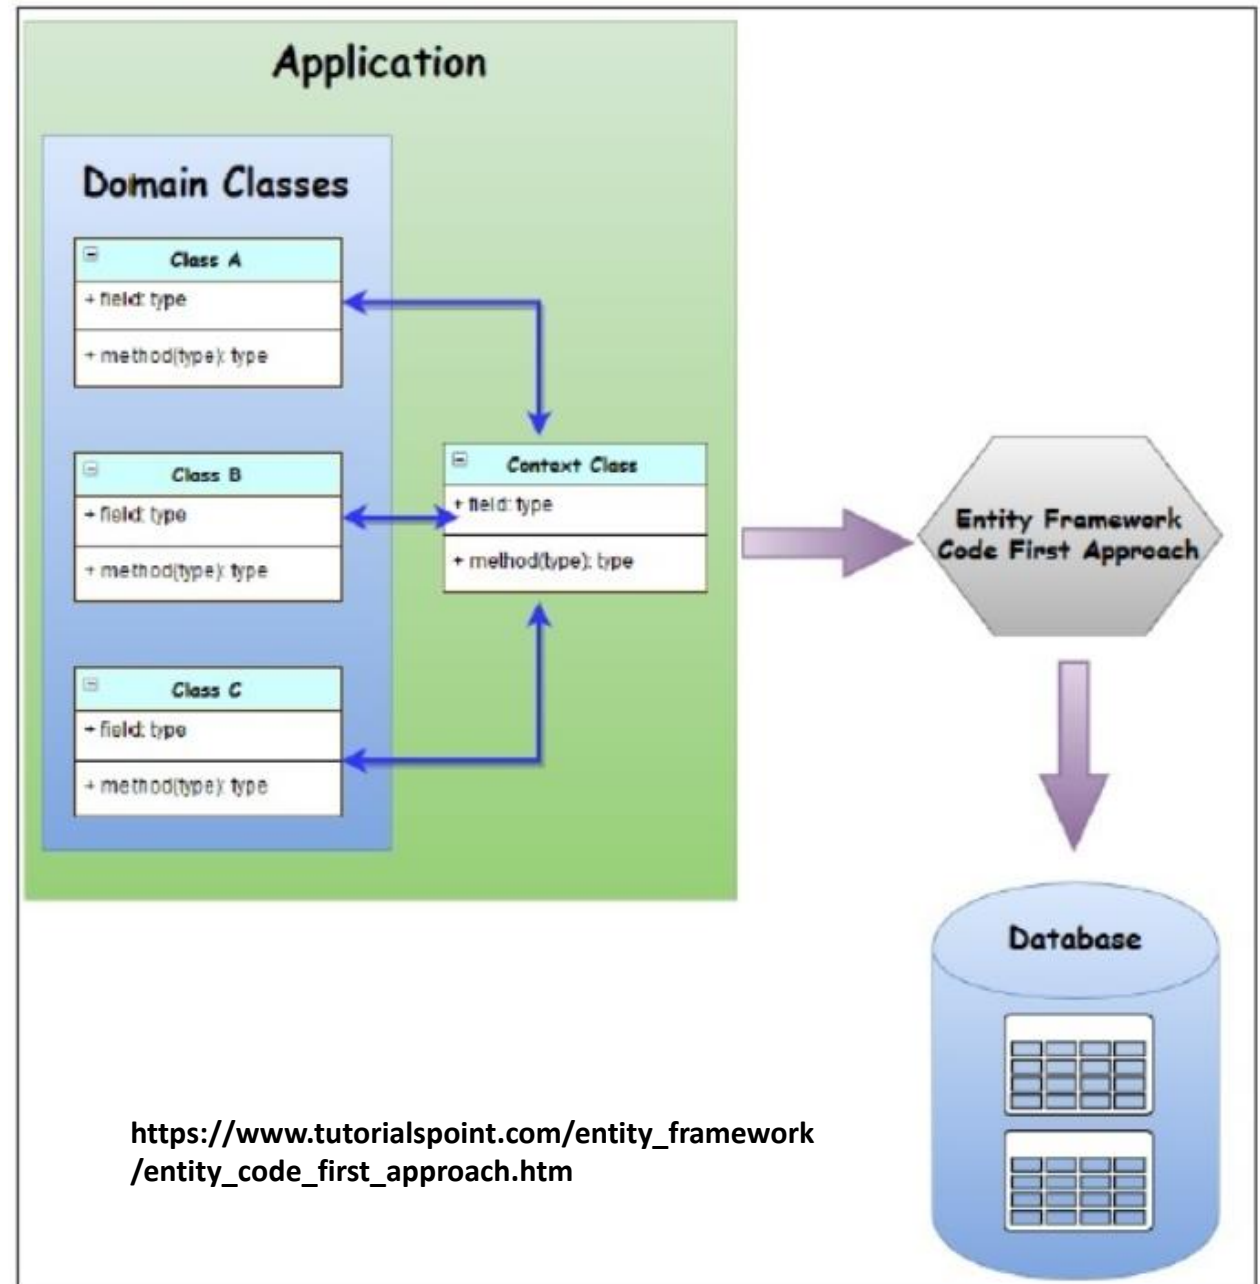 Application
Domain Classes
Class A
+ field: type
+ method(type): type
Class B
+ field: type
+ method(type): type
Class C
+ field: type
+ method(type): type
Context Class
+ field: type
+ method(type): type
Entity Framework
Code First Approach
Database
https://www.tutorialspoint.com/entity_framework
/entity_code_first_approach.htm